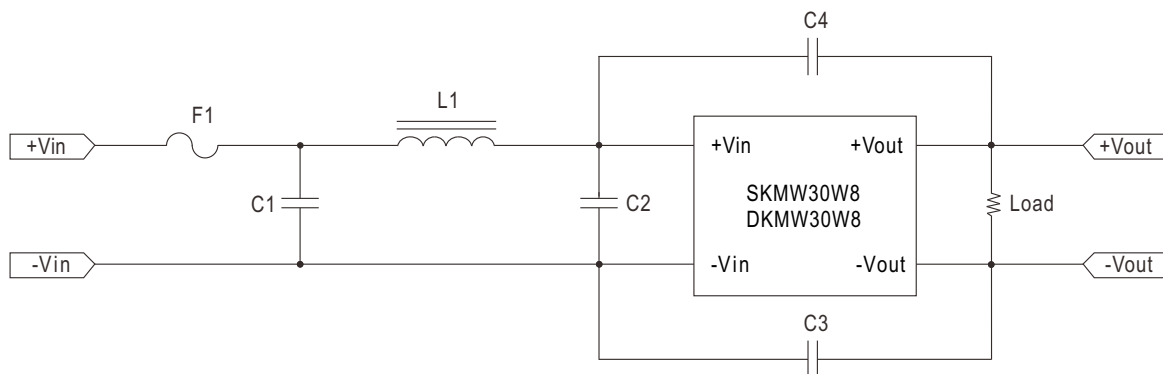 C4
F1
L1
+Vin
+Vin
+Vout
+Vout
SKMW30W8
DKMW30W8
C1
C2
Load
-Vin
-Vin
-Vout
-Vout
C3